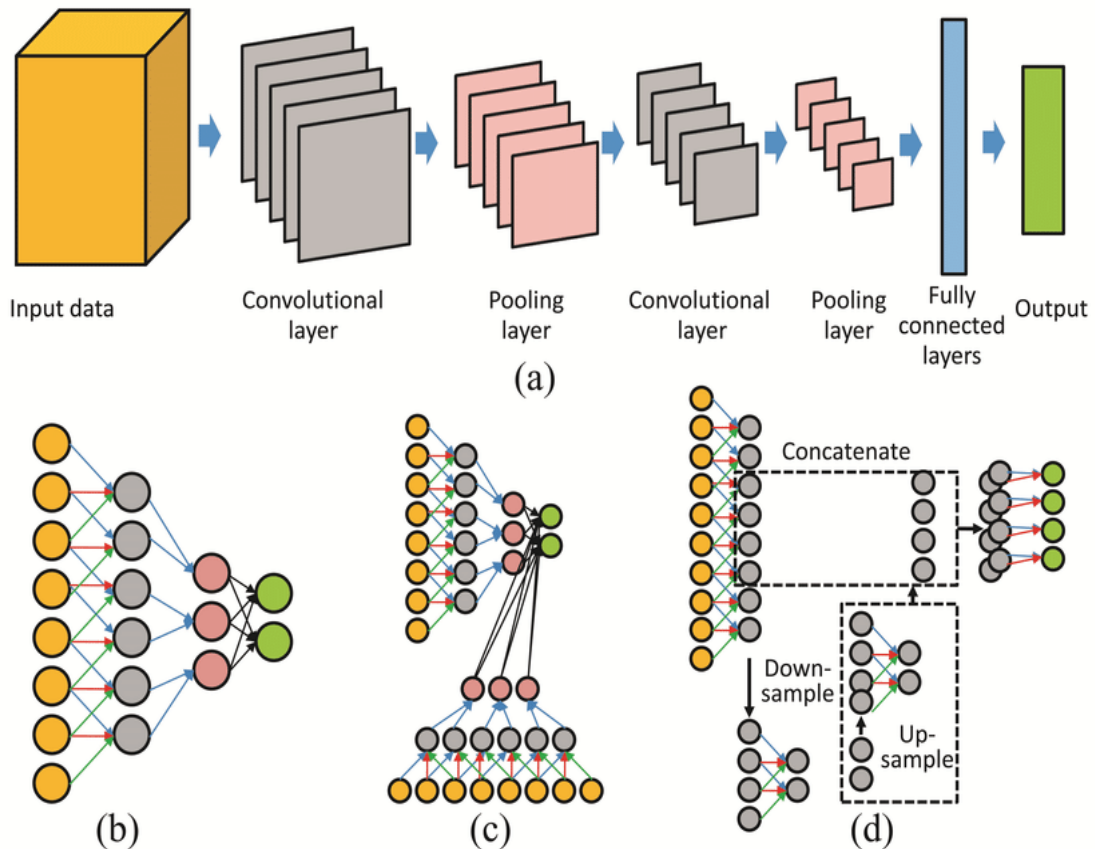 Input data
Convolutional
layer
Pooling
layer
Convolutional
layer
Pooling
layer
Fully
connected
layers
Output
(a)
Concatenate
Down-
sample
Up-
sample
(b)
(c)
(d)